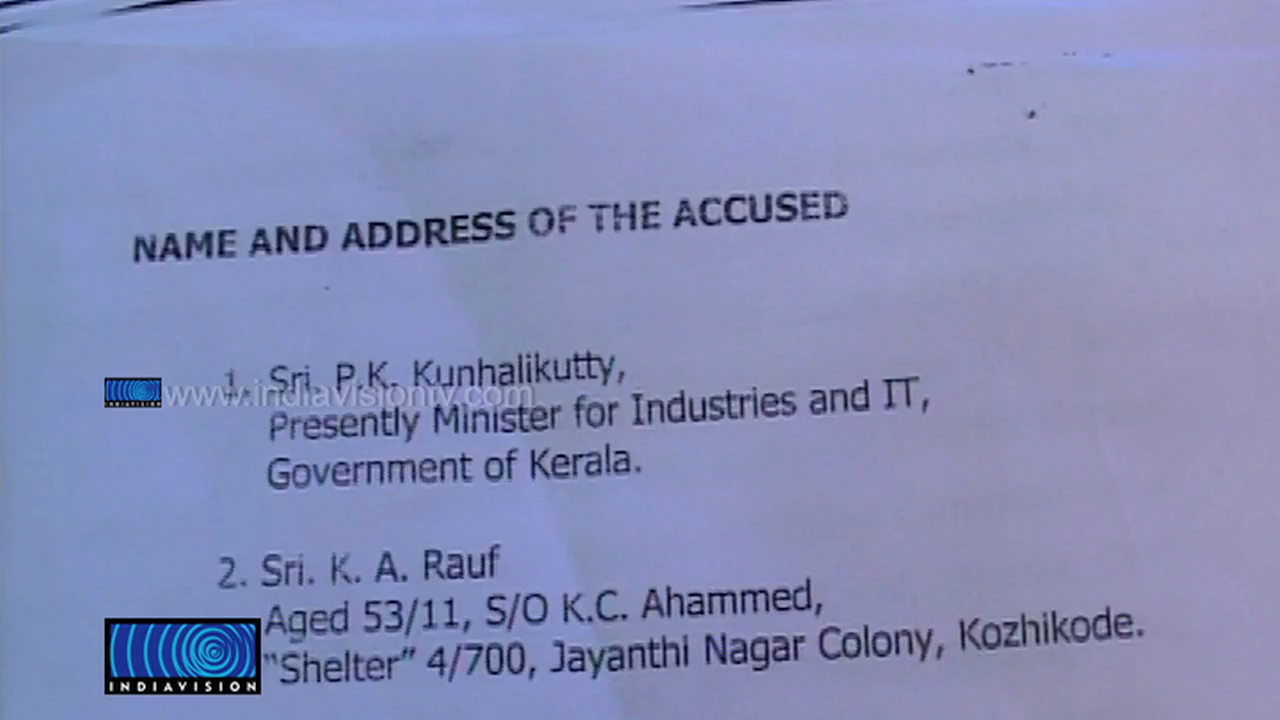 NAME AND ADDRESS OF THE ACCUSED
1. Sri. P.K. Kunhalikutty,
www.indiavisiontv.com
INDIAVISION
Presently Minister for Industries and IT,
Government of Kerala.
2. Sri. K. A. Rauf
Aged 53/11, S/O K.C. Ahammed,
"Shelter" 4/700, Jayanthi Nagar Colony, Kozhikode.
INDIAVISION